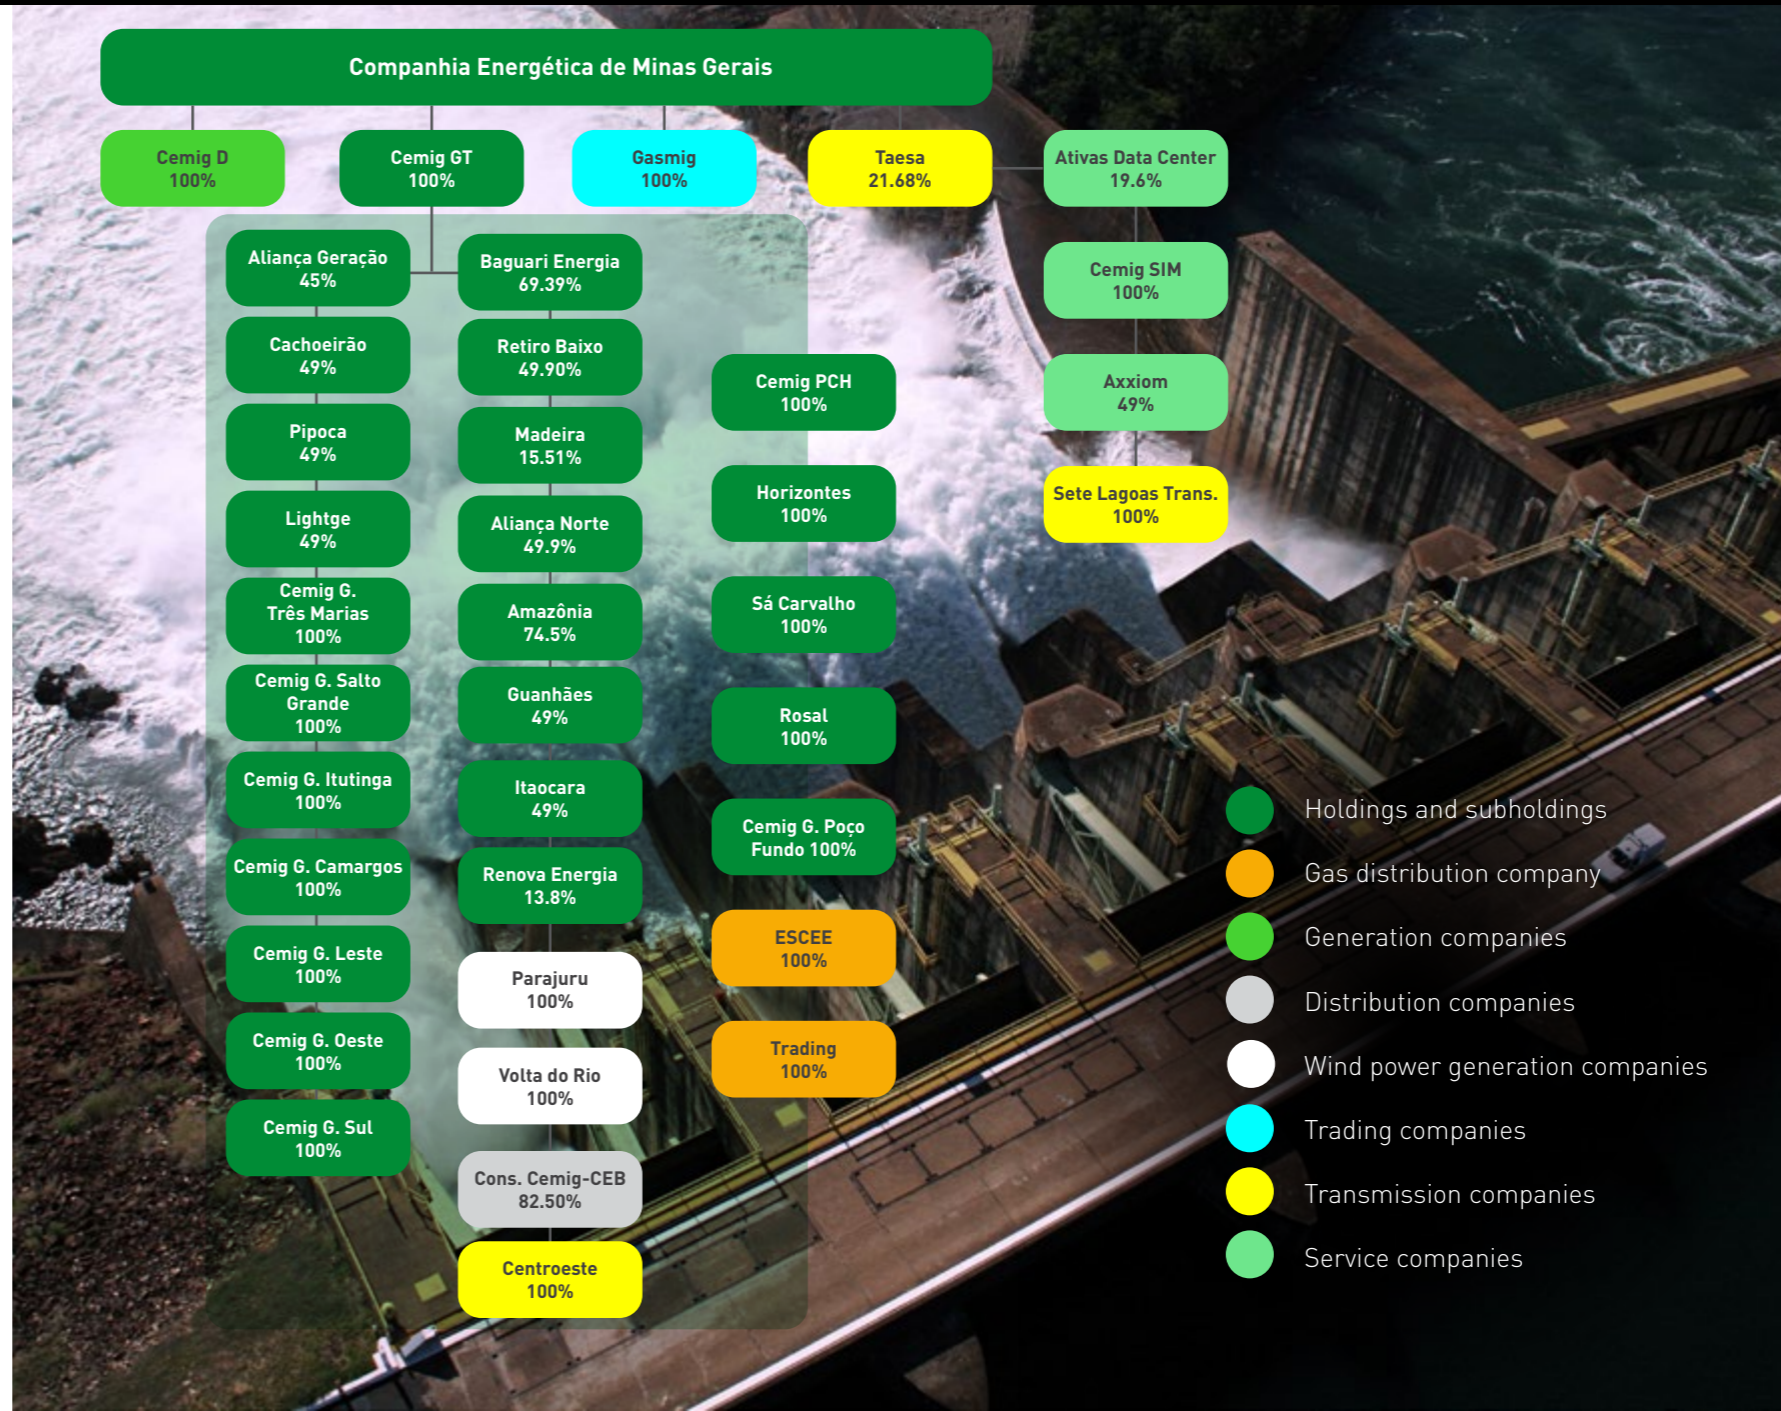 Companhia Energética de Minas Gerais
Cemig D
100%
Cemig GT
100%
Gasmig
100%
Taesa
21.68%
Ativas Data Center
19.6%
Cemig SIM
100%
Axxiom
49%
Sete Lagoas Trans.
100%
Aliança Geração
45%
Cachoeirão
49%
Pipoca
49%
Lightge
49%
Cemig G.
Três Marias
100%
Cemig G. Salto
Grande
100%
Cemig G. Itutinga
100%
Cemig G. Camargos
100%
Cemig G. Leste
100%
Cemig G. Oeste
100%
Cemig G. Sul
100%
Baguari Energia
69.39%
Retiro Baixo
49.90%
Madeira
15.51%
Aliança Norte
49.9%
Amazônia
74.5%
Guanhães
49%
Itaocara
49%
Renova Energia
13.8%
Parajuru
100%
Volta do Rio
100%
Cons. Cemig-CEB
82.50%
Centroeste
100%
Cemig PCH
100%
Horizontes
100%
Sá Carvalho
100%
Rosal
100%
Cemig G. Poço
Fundo 100%
ESCEE
100%
Trading
100%
Holdings and subholdings
Gas distribution company
Generation companies
Distribution companies
Wind power generation companies
Trading companies
Transmission companies
Service companies